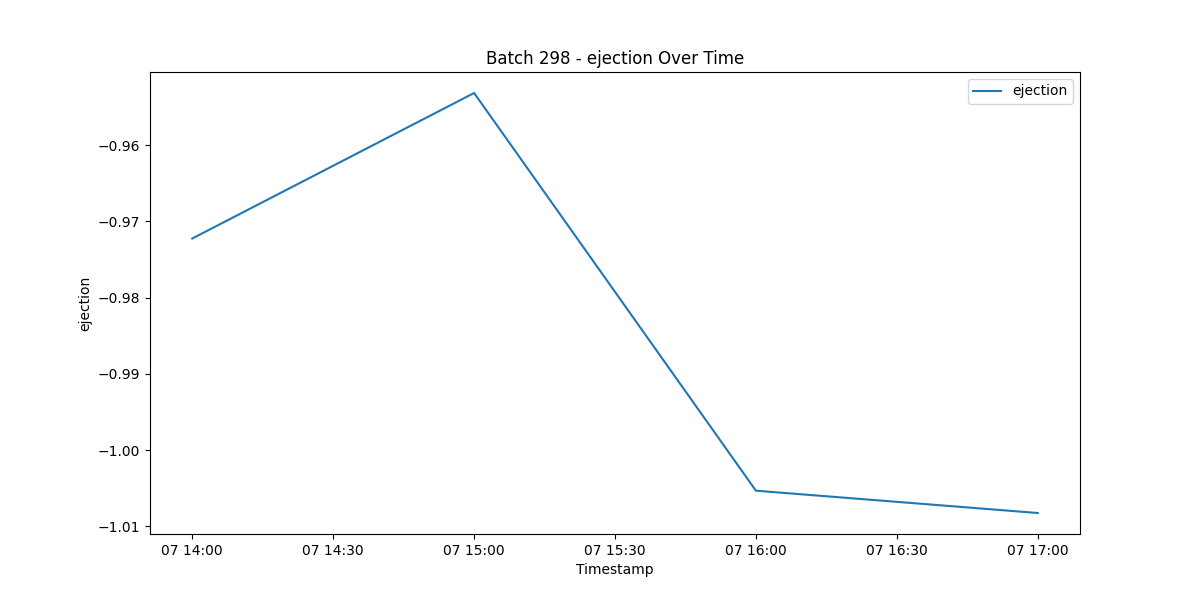 Batch 298 - ejection Over Time
ejection
−0.96
−0.97
−0.98
−0.99
−1.00
−1.01
ejection
07 14:00 07 14:30 07 15:00 07 15:30 07 16:00 07 16:30 07 17:00
Timestamp